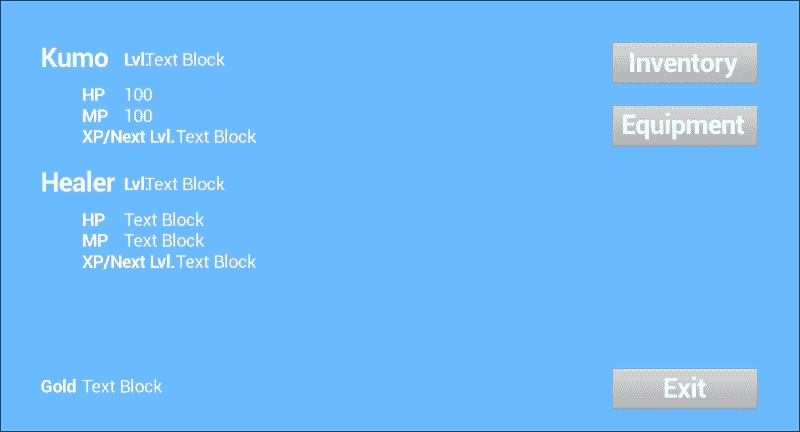 Kumo Lvl.Text Block
Inventory
HP 100
MP 100
Equipment
XP/Next Lvl.Text Block
Healer Lvl.Text Block
HP Text Block
MP Text Block
XP/Next Lvl.Text Block
Gold Text Block
Exit